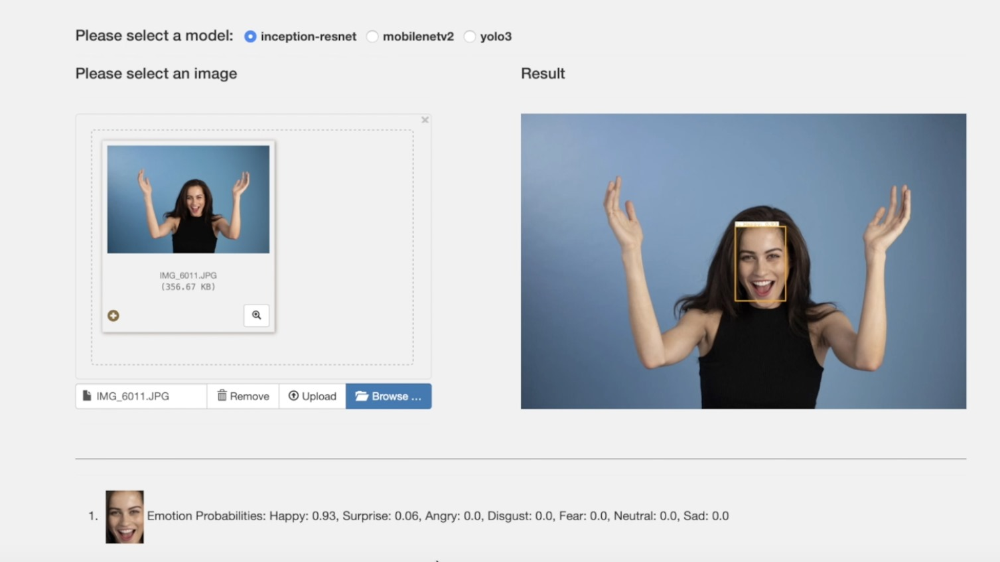 Please select a model: inception-resnet mobilenetv2 yolo3
Please select an image
Result
IMG_6011.JPG
(356.67 KB)
IMG_6011.JPG Remove Upload Browse ...
1. Emotion Probabilities: Happy: 0.93, Surprise: 0.06, Angry: 0.0, Disgust: 0.0, Fear: 0.0, Neutral: 0.0, Sad: 0.0